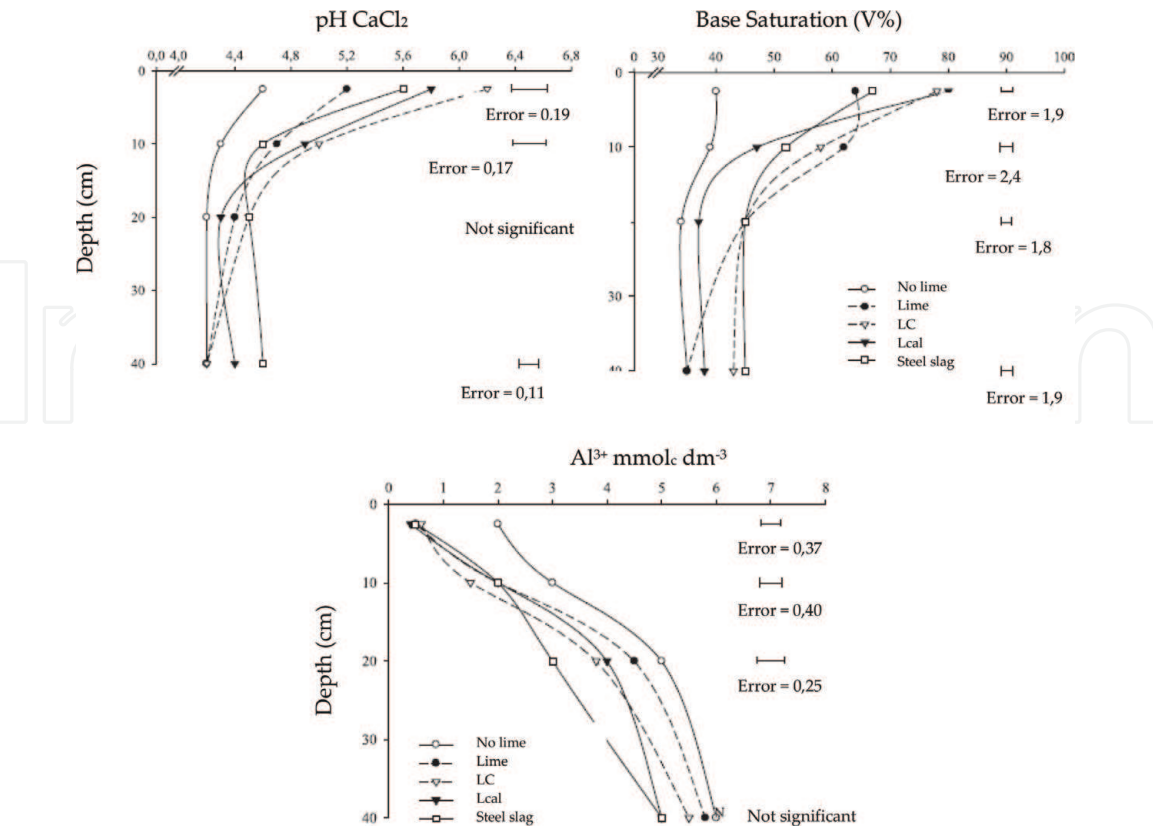 pH CaCl₂
0,0 4,0 4,4 4,8 5,2 5,6 6,0 6,4 6,8
0
10
20
30
40
Depth (cm)
Error = 0.19
Error = 0,17
Not significant
Error = 0,11
Base Saturation (V%)
0 30 40 50 60 70 80 90 100
0
10
30
Error = 1,9
Error = 2,4
Error = 1,8
Error = 1,9
No lime
Lime
LC
Lcal
Steel slag
Al³⁺ mmolc dm⁻³
0 1 2 3 4 5 6 7 8
0
10
20
30
40
Depth (cm)
Error = 0,37
Error = 0,40
Error = 0,25
Not significant
No lime
Lime
LC
Lcal
Steel slag